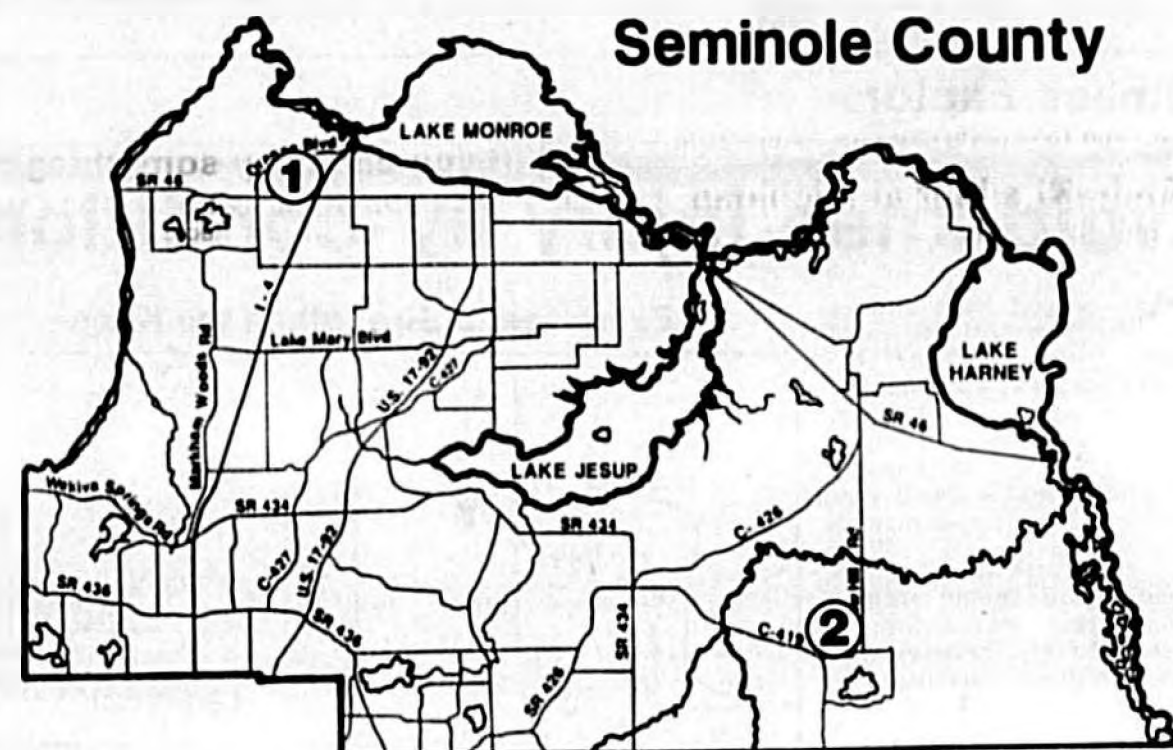 Seminole County
LAKE MONROE
1
SR 46
I-4
Lake Mary Blvd
Markham Woods Rd
U.S. 17-92
C-427
LAKE
HARNEY
SR 46
LAKE JESUP
Wekiva Springs Rd
SR 434
SR 434
C-426
C-427
U.S. 17-92
SR 436
SR 436
SR 434
SR 426
2
C-419